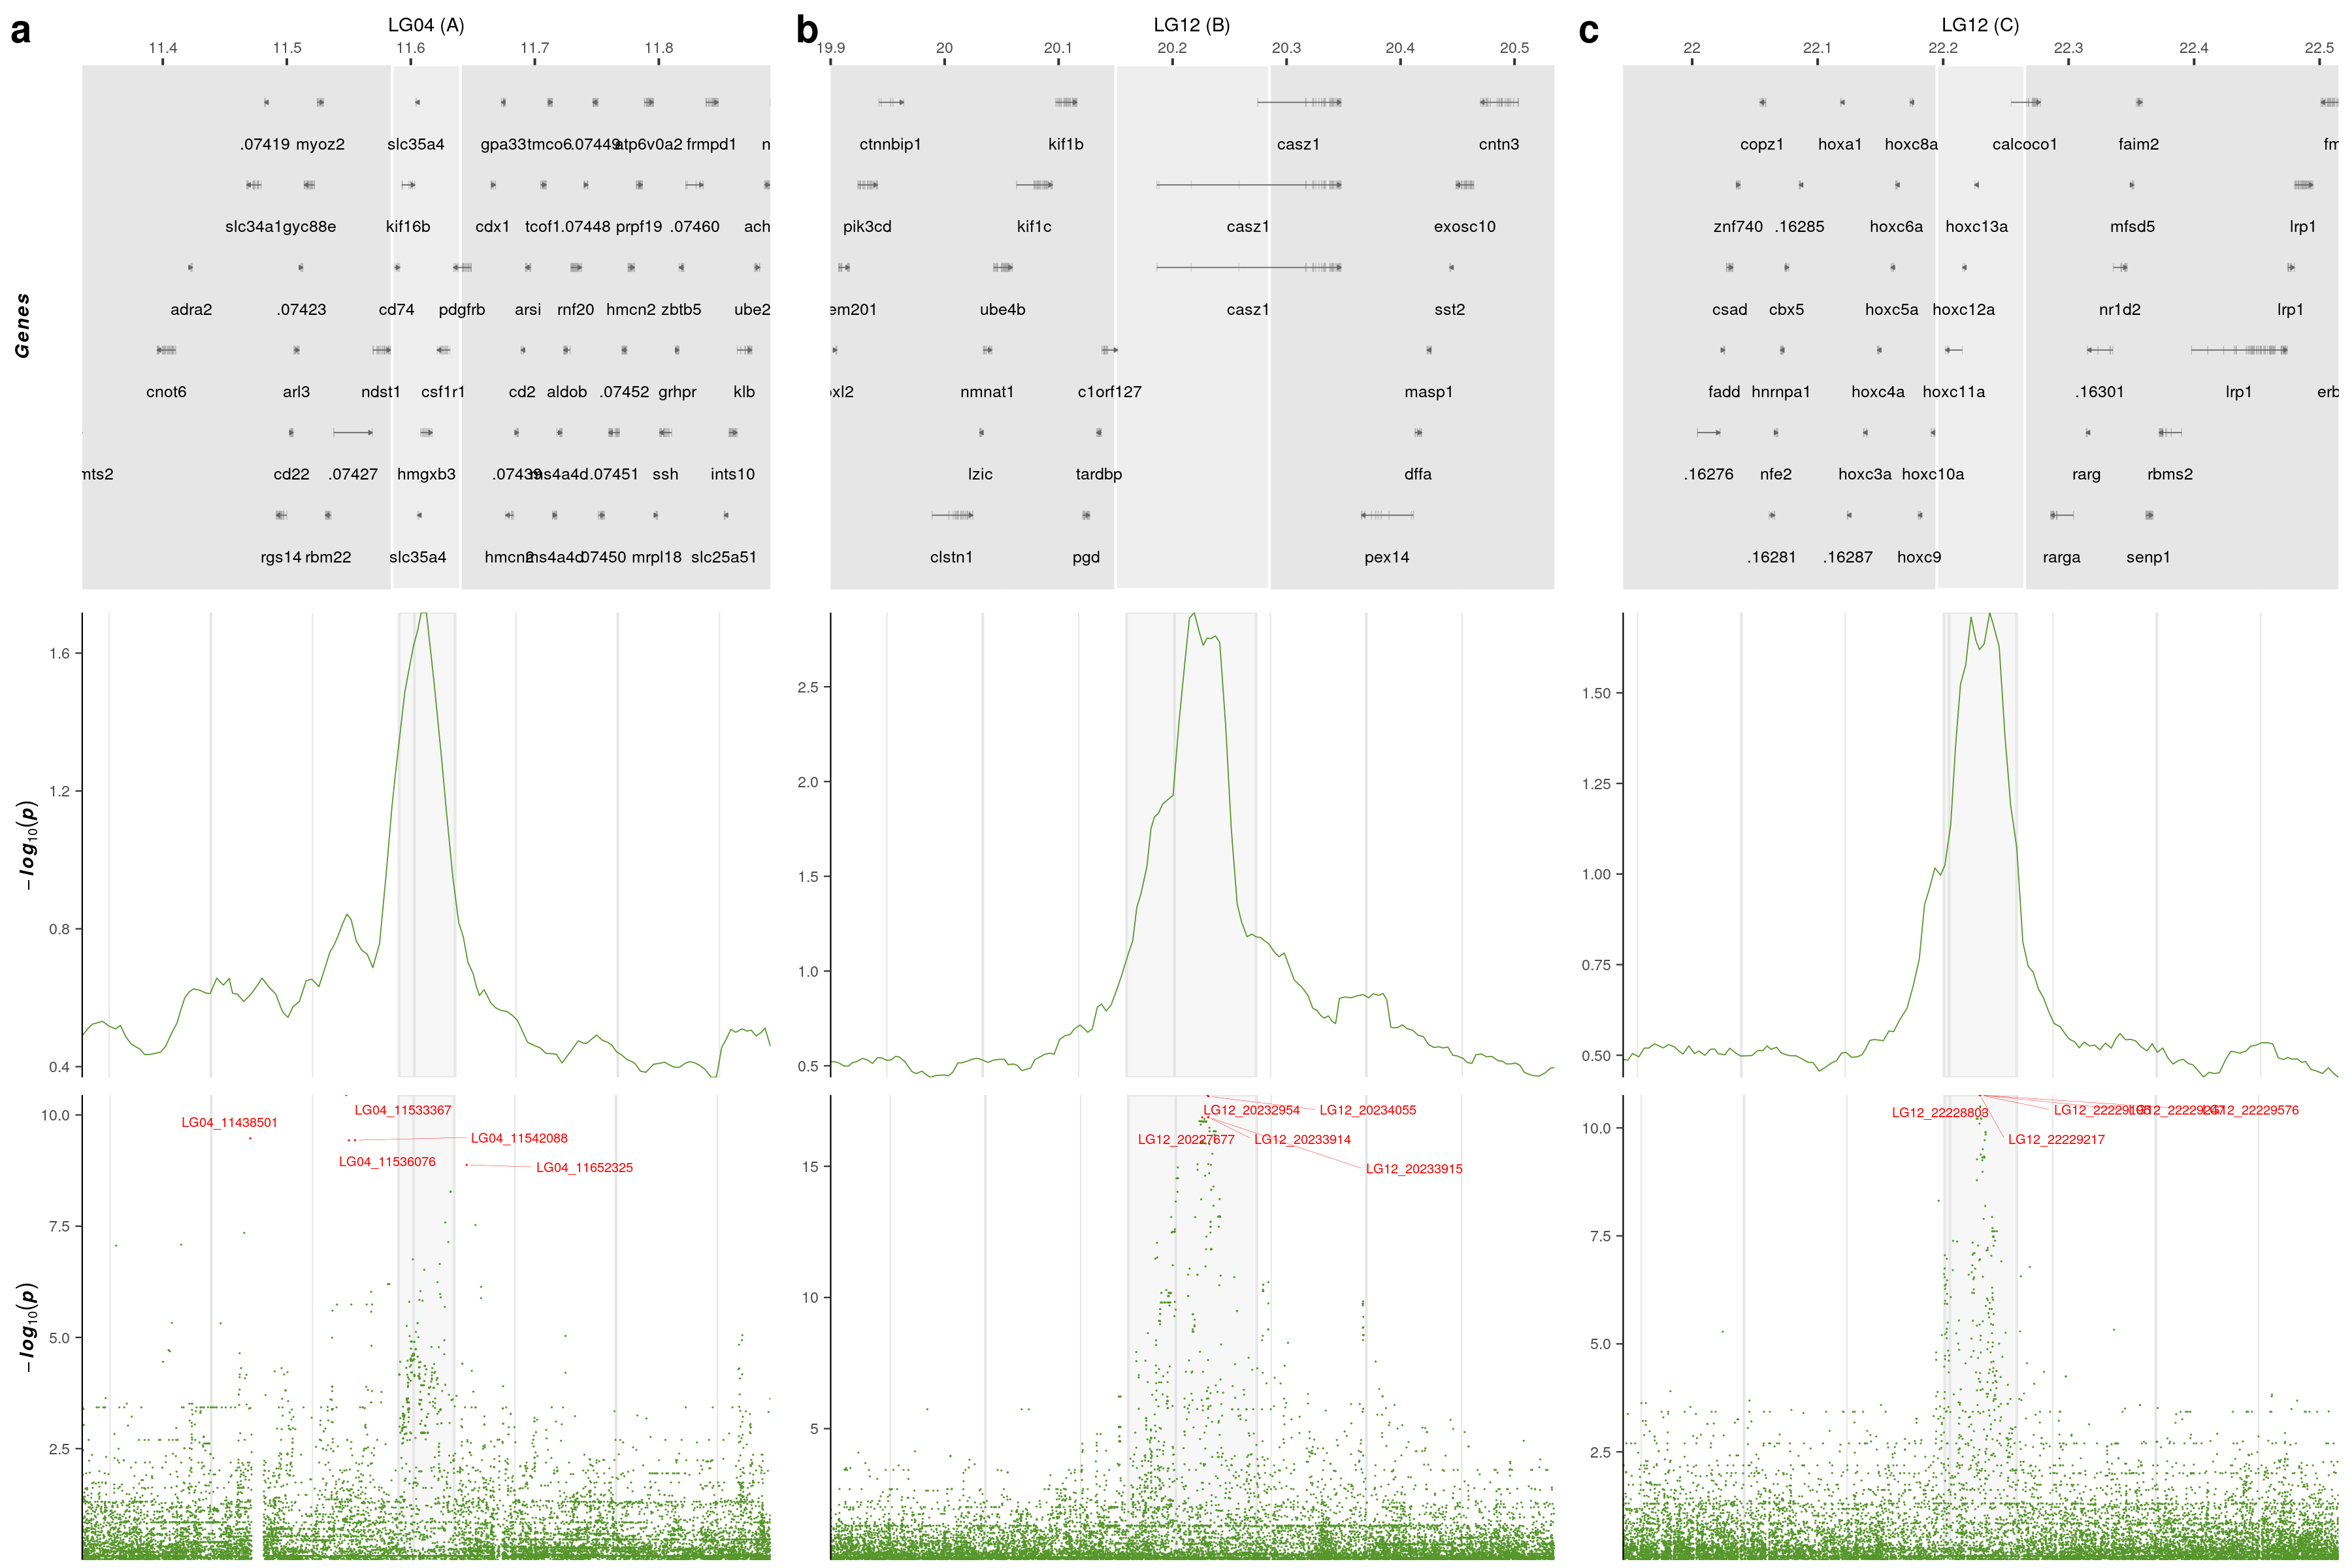 a LG04 (A) b LG12 (B) c LG12 (C)
11.4 11.5 11.6 11.7 11.8 19.9 20 20.1 20.2 20.3 20.4 20.5 22 22.1 22.2 22.3 22.4 22.5
.07419 myoz2 slc35a4 gpa33 tmco6 .07449 atp6v0a2 frmpd1 n ctnnbip1 kif1b casz1 cntn3 copz1 hoxa1 hoxc8a calcoco1 faim2 fm
slc34a1 gyc88e kif16b cdx1 tcof1 .07448 prpf19 .07460 ach pik3cd kif1c casz1 exosc10 znf740 .16285 hoxc6a hoxc13a mfsd5 lrp1
adra2 .07423 cd74 pdgfrb arsi rnf20 hmcn2 zbtb5 ube2 em201 ube4b casz1 sst2 csad cbx5 hoxc5a hoxc12a nr1d2 lrp1
Genes
cnot6 arl3 ndst1 csf1r1 cd2 aldob .07452 grhpr klb xl2 nmnat1 c1orf127 masp1 fadd hnrnpa1 hoxc4a hoxc11a .16301 lrp1 erb
mts2 cd22 .07427 hmgxb3 .07439 ms4a4d .07451 ssh ints10 lzic tardbp dffa .16276 nfe2 hoxc3a hoxc10a rarg rbms2
rgs14 rbm22 slc35a4 hmcn2 ms4a4d .07450 mrpl18 slc25a51 clstn1 pgd pex14 .16281 .16287 hoxc9 rarga senp1
−log10(p)
1.6
1.2
0.8
0.4
2.5
2.0
1.5
1.0
0.5
1.50
1.25
1.00
0.75
0.50
−log10(p)
10.0
7.5
5.0
2.5
LG04_11438501
LG04_11533367
LG04_11542088
LG04_11536076
LG04_11652325
15
10
5
LG12_20232954 LG12_20234055
LG12_20227677 LG12_20233914
LG12_20233915
10.0
7.5
5.0
2.5
LG12_22228803 LG12_22229576
LG12_22229217